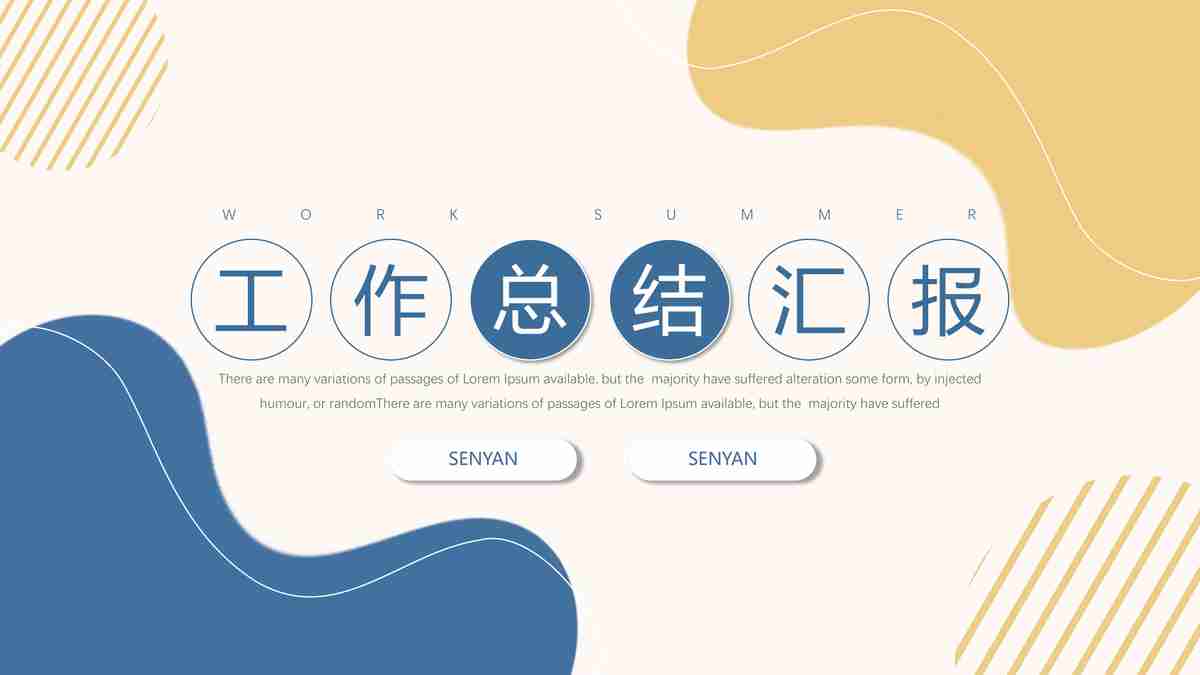 WORK SUMMER
工作总结汇报
There are many variations of passages of Lorem Ipsum available, but the majority have suffered alteration some form, by injected
humour, or randomThere are many variations of passages of Lorem Ipsum available, but the majority have suffered
SENYAN SENYAN